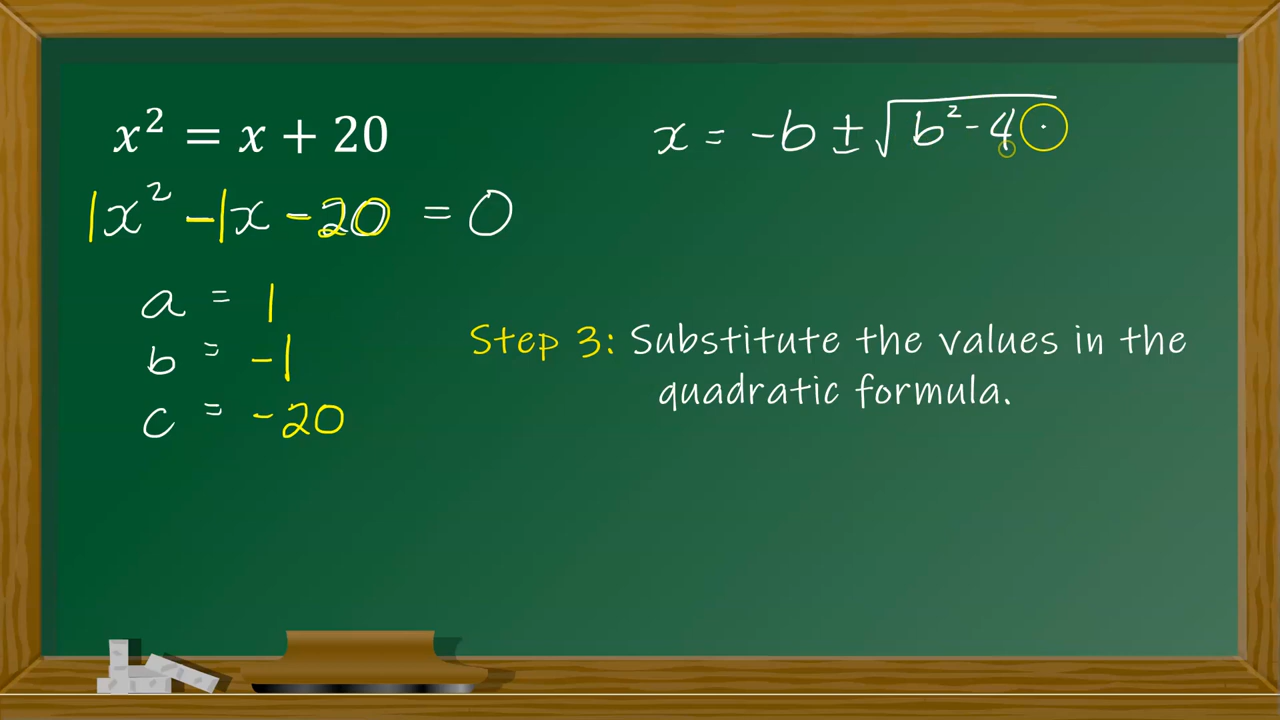 x² = x + 20
1x² -1x -20 = 0
a = 1
b = -1
c = -20
x = -b ± √b² - 4
Step 3: Substitute the values in the
quadratic formula.